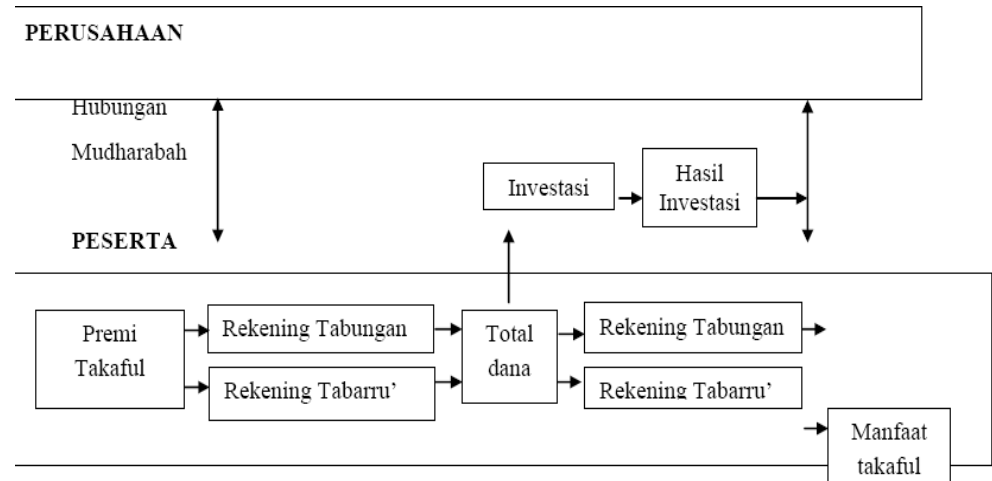 PERUSAHAAN
Hubungan
Mudharabah
Investasi
Hasil
Investasi
PESERTA
Premi
Takaful
Rekening Tabungan
Rekening Tabarru’
Total
dana
Rekening Tabungan
Rekening Tabarru’
Manfaat
takaful